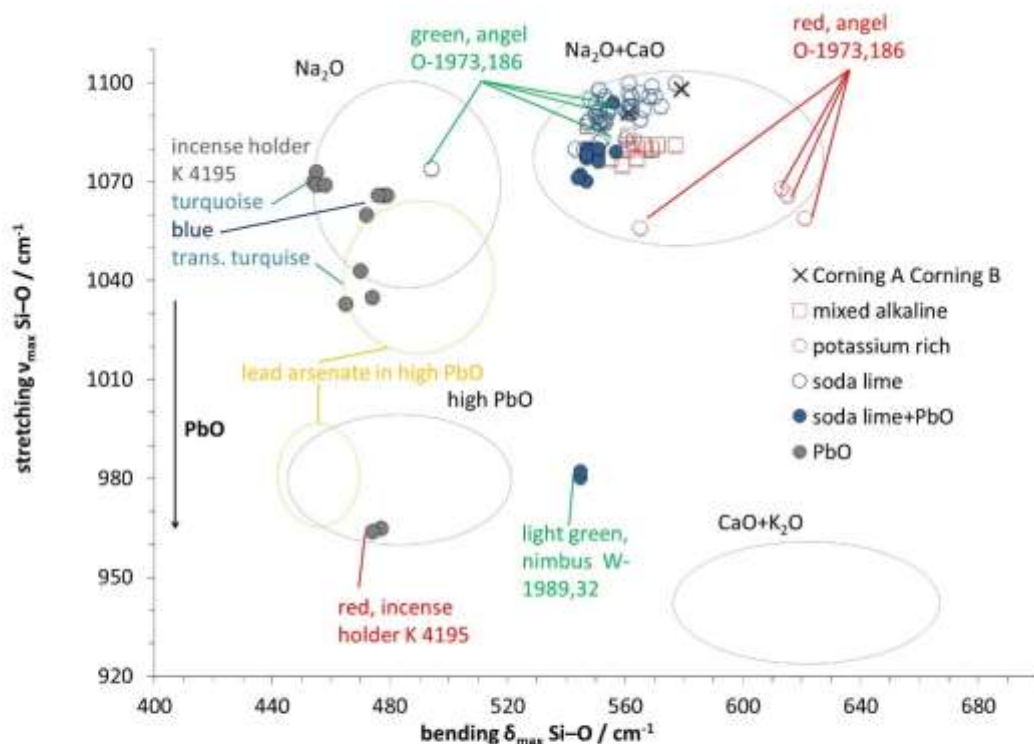 green, angel
O-1973,186
Na₂O+CaO
red, angel
O-1973,186
Na₂O
1100
incense holder
K 4195
turquoise
blue
trans. turquise
1070
stretching νmax Si–O / cm⁻¹
1040
Corning A Corning B
mixed alkaline
potassium rich
soda lime
soda lime+PbO
PbO
lead arsenate in high PbO
high PbO
1010
PbO
980
light green,
nimbus W-
1989,32
CaO+K₂O
950
red, incense
holder K 4195
920
400 440 480 520 560 600 640
bending δmax Si–O / cm⁻¹